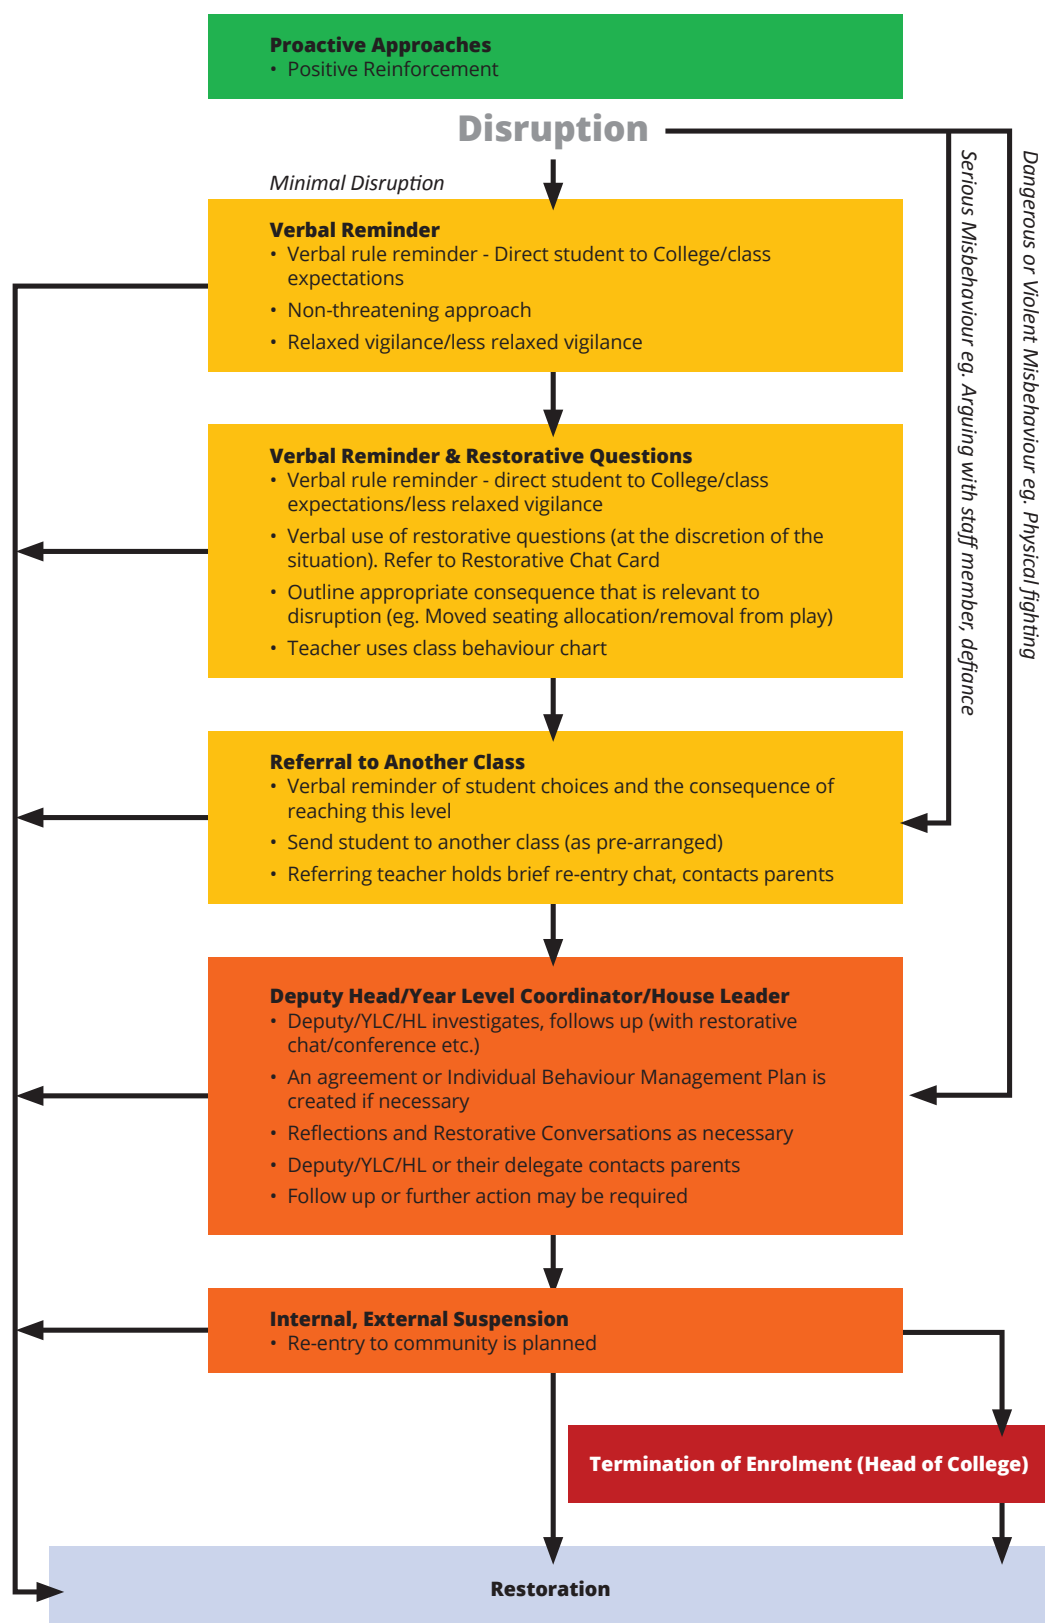 Proactive Approaches
• Positive Reinforcement
Disruption
Minimal Disruption
Serious Misbehaviour eg. Arguing with staff member, defiance
Dangerous or Violent Misbehaviour eg. Physical fighting
Verbal Reminder
• Verbal rule reminder - Direct student to College/class
expectations
• Non-threatening approach
• Relaxed vigilance/less relaxed vigilance
Verbal Reminder & Restorative Questions
• Verbal rule reminder - direct student to College/class
expectations/less relaxed vigilance
• Verbal use of restorative questions (at the discretion of the
situation). Refer to Restorative Chat Card
• Outline appropriate consequence that is relevant to
disruption (eg. Moved seating allocation/removal from play)
• Teacher uses class behaviour chart
Referral to Another Class
• Verbal reminder of student choices and the consequence of
reaching this level
• Send student to another class (as pre-arranged)
• Referring teacher holds brief re-entry chat, contacts parents
Deputy Head/Year Level Coordinator/House Leader
• Deputy/YLC/HL investigates, follows up (with restorative
chat/conference etc.)
• An agreement or Individual Behaviour Management Plan is
created if necessary
• Reflections and Restorative Conversations as necessary
• Deputy/YLC/HL or their delegate contacts parents
• Follow up or further action may be required
Internal, External Suspension
• Re-entry to community is planned
Termination of Enrolment (Head of College)
Restoration